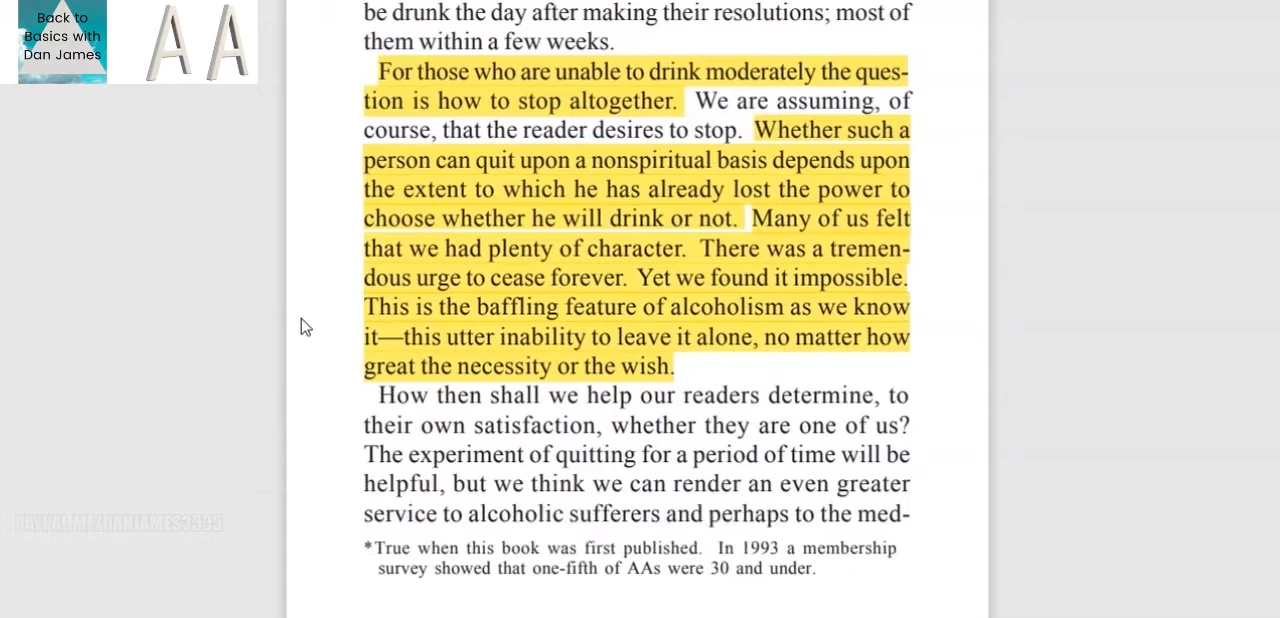 Back to
Basics with
Dan James
A A
be drunk the day after making their resolutions; most of
them within a few weeks.
For those who are unable to drink moderately the ques-
tion is how to stop altogether. We are assuming, of
course, that the reader desires to stop. Whether such a
person can quit upon a nonspiritual basis depends upon
the extent to which he has already lost the power to
choose whether he will drink or not. Many of us felt
that we had plenty of character. There was a tremen-
dous urge to cease forever. Yet we found it impossible.
This is the baffling feature of alcoholism as we know
it—this utter inability to leave it alone, no matter how
great the necessity or the wish.
How then shall we help our readers determine, to
their own satisfaction, whether they are one of us?
The experiment of quitting for a period of time will be
helpful, but we think we can render an even greater
service to alcoholic sufferers and perhaps to the med-
*True when this book was first published. In 1993 a membership
survey showed that one-fifth of AAs were 30 and under.